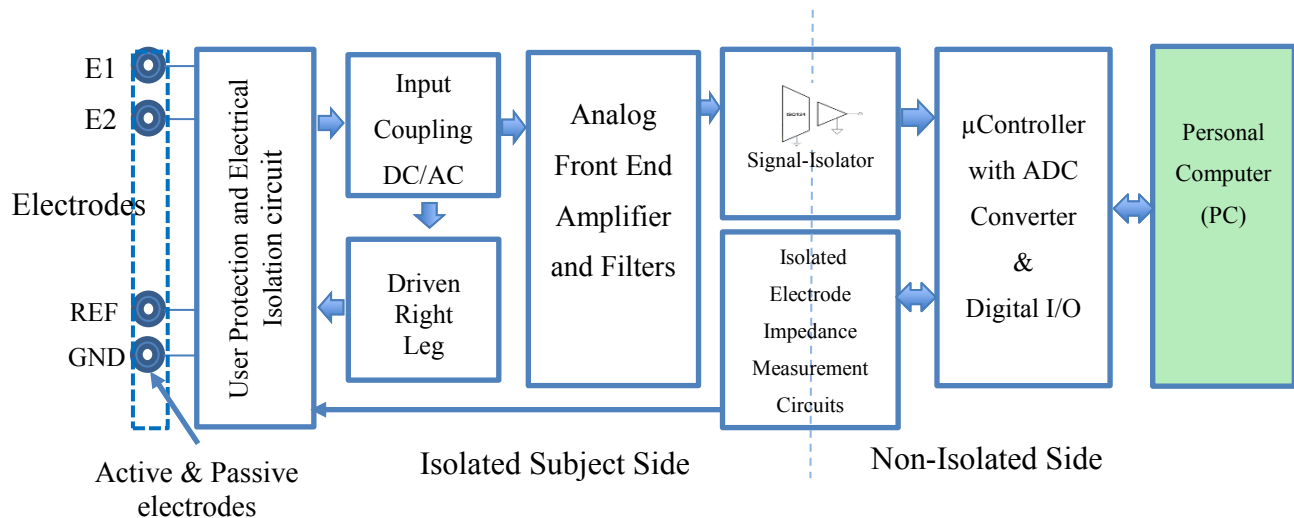 E1
E2
Electrodes
REF
GND
Active & Passive
electrodes
User Protection and Electrical
Isolation circuit
Input
Coupling
DC/AC
Driven
Right
Leg
Analog
Front End
Amplifier
and Filters
ISO124
Signal-Isolator
Isolated
Electrode
Impedance
Measurement
Circuits
µController
with ADC
Converter
&
Digital I/O
Personal
Computer
(PC)
Isolated Subject Side
Non-Isolated Side